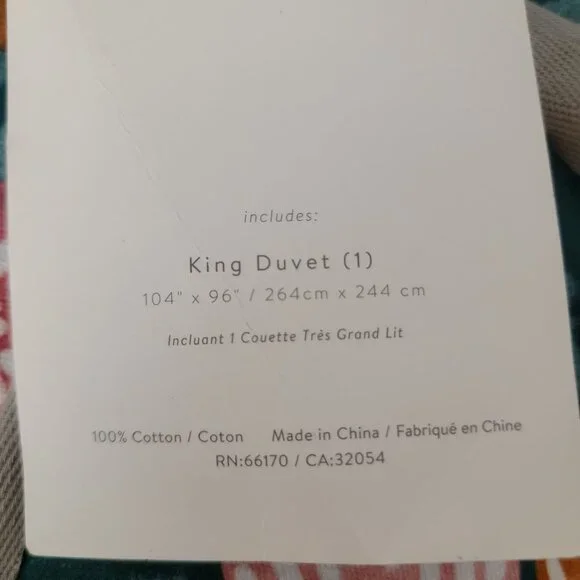 includes:
King Duvet (1)
104" x 96" / 264cm x 244 cm
Incluant 1 Couette Très Grand Lit
100% Cotton / Coton Made in China / Fabriqué en Chine
RN:66170 / CA:32054